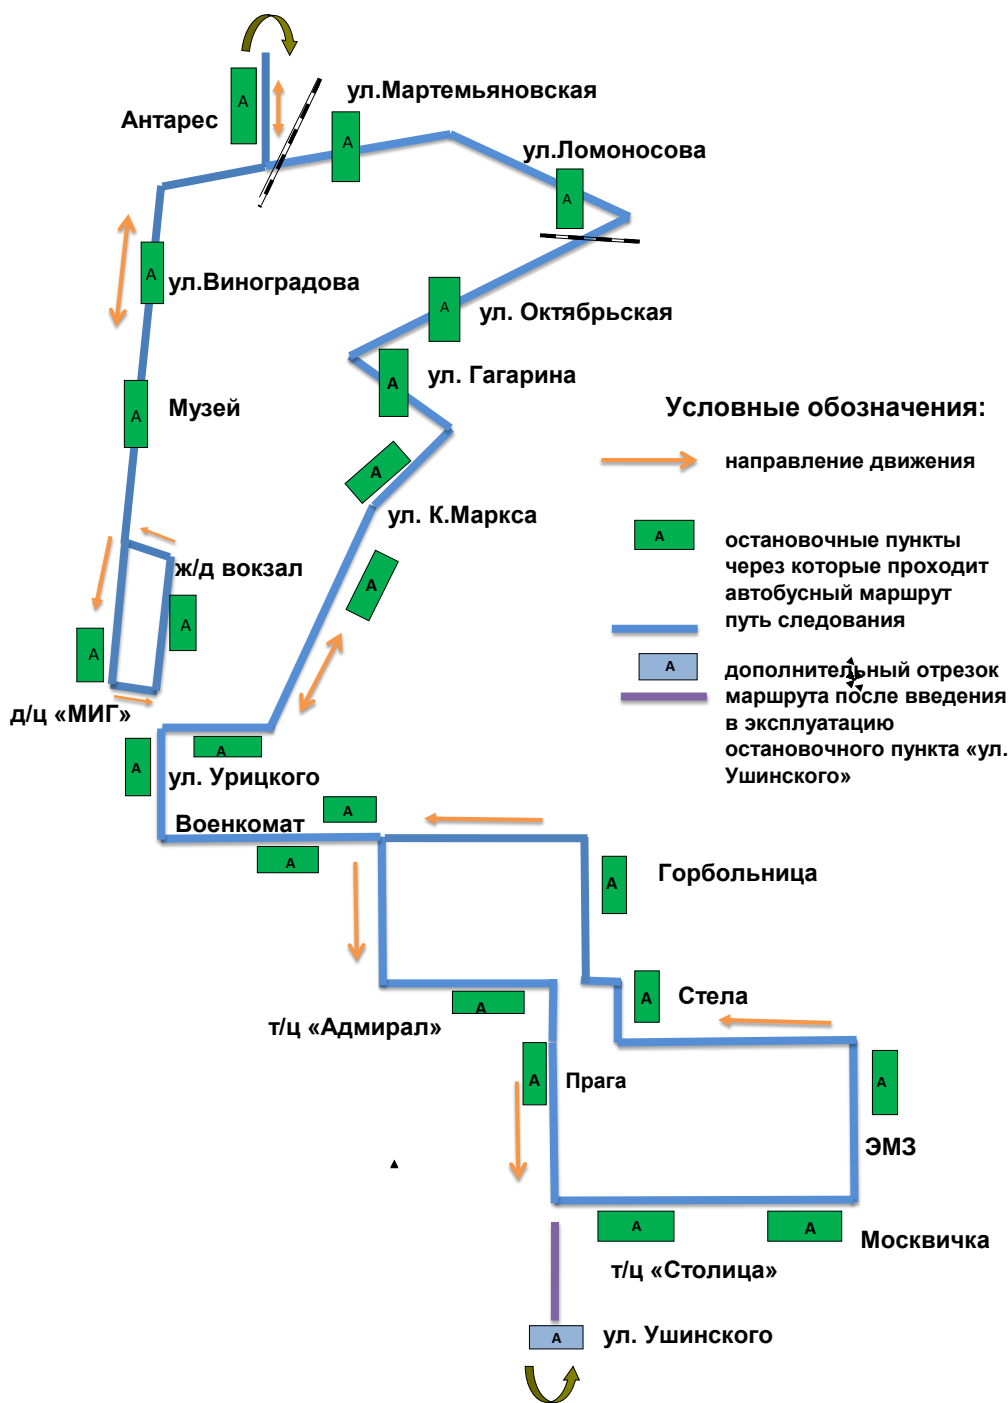 А
Антарес
ул.Мартемьяновская
А
ул.Ломоносова
А
А
ул.Виноградова
А
ул. Октябрьская
А
ул. Гагарина
А
Музей
Условные обозначения:
направление движения
А
ул. К.Маркса
А
остановочные пункты
через которые проходит
автобусный маршрут
путь следования
ж/д вокзал
А
А
А
А
дополнительный отрезок
маршрута после введения
в эксплуатацию
остановочного пункта «ул.
Ушинского»
д/ц «МИГ»
А
А
ул. Урицкого
А
Военкомат
А
А
Горбольница
А
Стела
А
т/ц «Адмирал»
А
Прага
А
ЭМЗ
А
А
Москвичка
т/ц «Столица»
А
ул. Ушинского